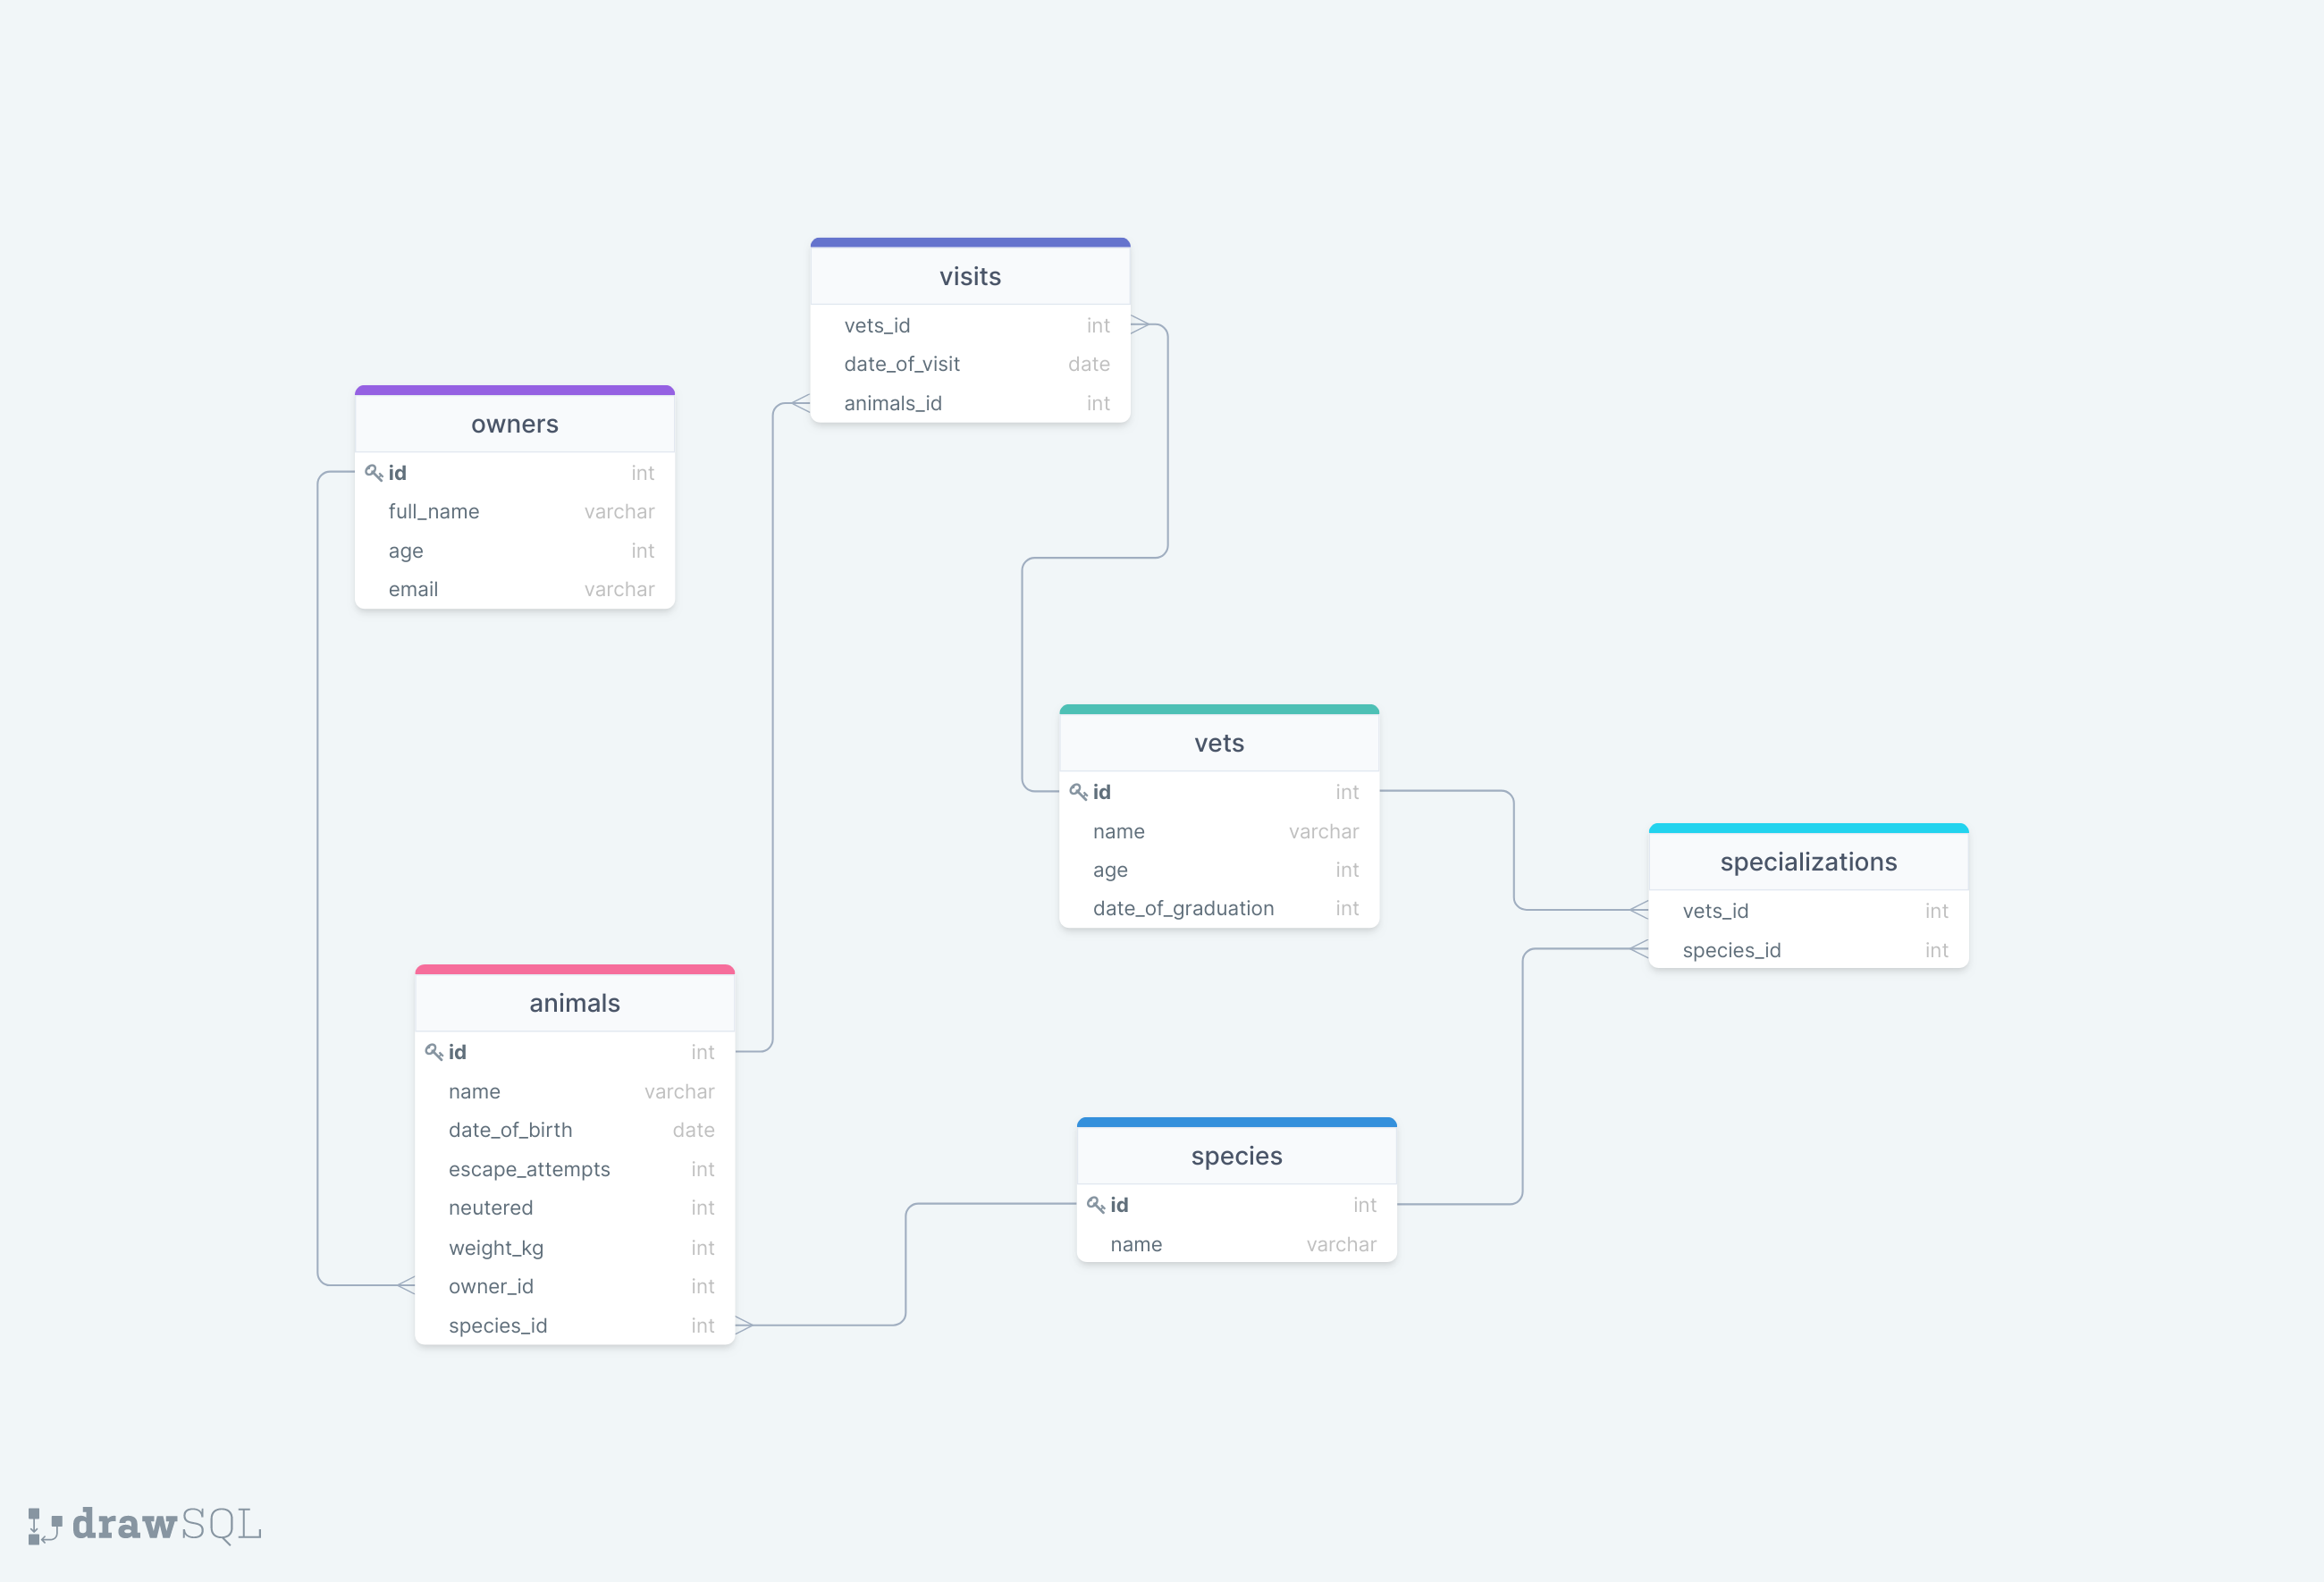 visits
vets_id int
date_of_visit date
animals_id int
owners
id int
full_name varchar
age int
email varchar
vets
id int
name varchar
age int
date_of_graduation int
specializations
vets_id int
species_id int
animals
id int
name varchar
date_of_birth date
escape_attempts int
neutered int
weight_kg int
owner_id int
species_id int
species
id int
name varchar
drawSQL